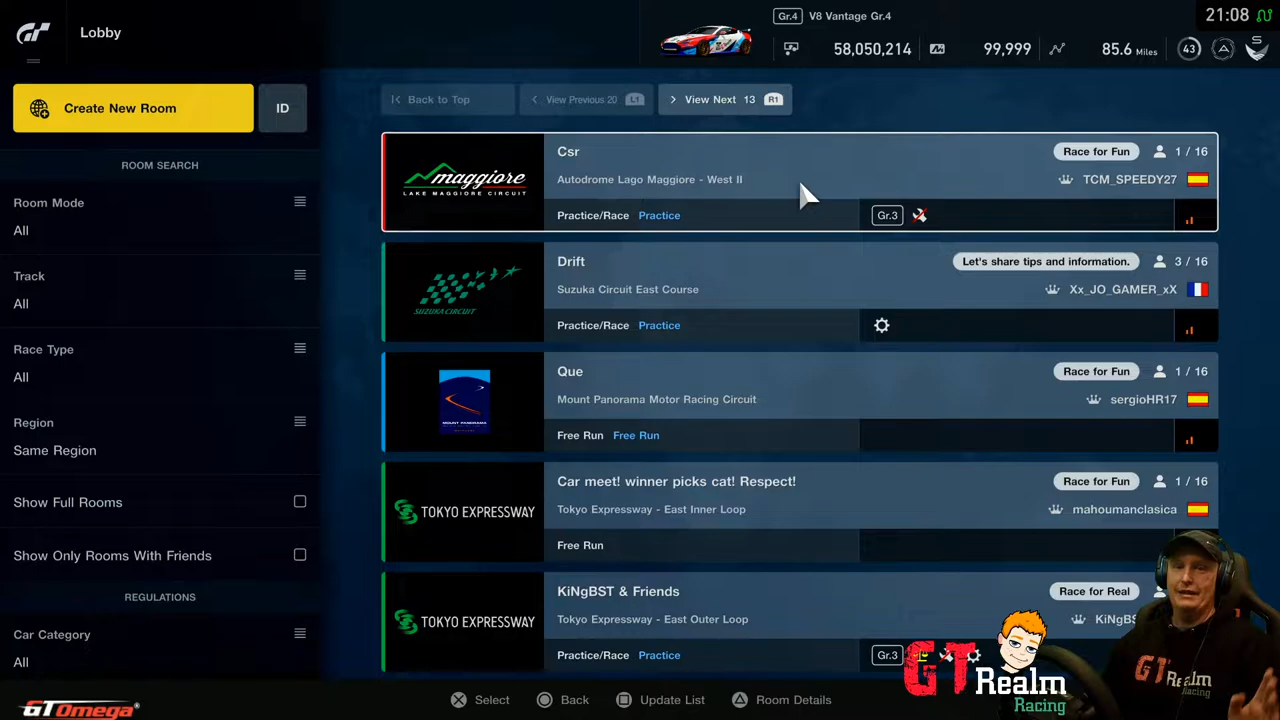 Lobby
Gr.4 V8 Vantage Gr.4
21:08
58,050,214
99,999
85.6 Miles
43
A
S
Create New Room
ID
ROOM SEARCH
Room Mode
All
Track
All
Race Type
All
Region
Same Region
Show Full Rooms
Show Only Rooms With Friends
REGULATIONS
Car Category
All
Back to Top
View Previous 20 L1
View Next 13 R1
maggiore
LAKE MAGGIORE CIRCUIT
Csr
Race for Fun
1 / 16
Autodrome Lago Maggiore - West II
TCM_SPEEDY27
Practice/Race Practice
Gr.3
SUZUKA CIRCUIT
Drift
Let's share tips and information.
3 / 16
Suzuka Circuit East Course
Xx_JO_GAMER_xX
Practice/Race Practice
MOUNT PANORAMA
Que
Race for Fun
1 / 16
Mount Panorama Motor Racing Circuit
sergioHR17
Free Run Free Run
TOKYO EXPRESSWAY
Car meet! winner picks cat! Respect!
Race for Fun
1 / 16
Tokyo Expressway - East Inner Loop
mahoumanclasica
Free Run
TOKYO EXPRESSWAY
KiNgBST & Friends
Race for Real
Tokyo Expressway - East Outer Loop
Practice/Race Practice
Gr.3
GT Realm
Racing
GT
Realm
Racing
GTOmega
Select
Back
Update List
Room Details